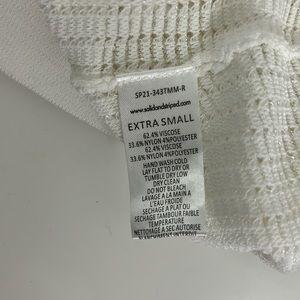 SP21-343TMM-R
www.solidandstriped.com
EXTRA SMALL
62.4% VISCOSE
33.6% NYLON 4%POLYESTER
62.4% VISCOSE
33.6% NYLON 4%POLYESTER
HAND WASH COLD
LAY FLAT TO DRY OR
TUMBLE DRY LOW
DRY CLEAN
DO NOT BLEACH
LAVAGE A LA MAIN A
L'EAU FROIDE
SECHAGE A PLAT OU
SECHAGE TAMBOUR FAIBLE
TEMPERATURE
NETTOYAGE A SEC AUTORISE
INTERDIT